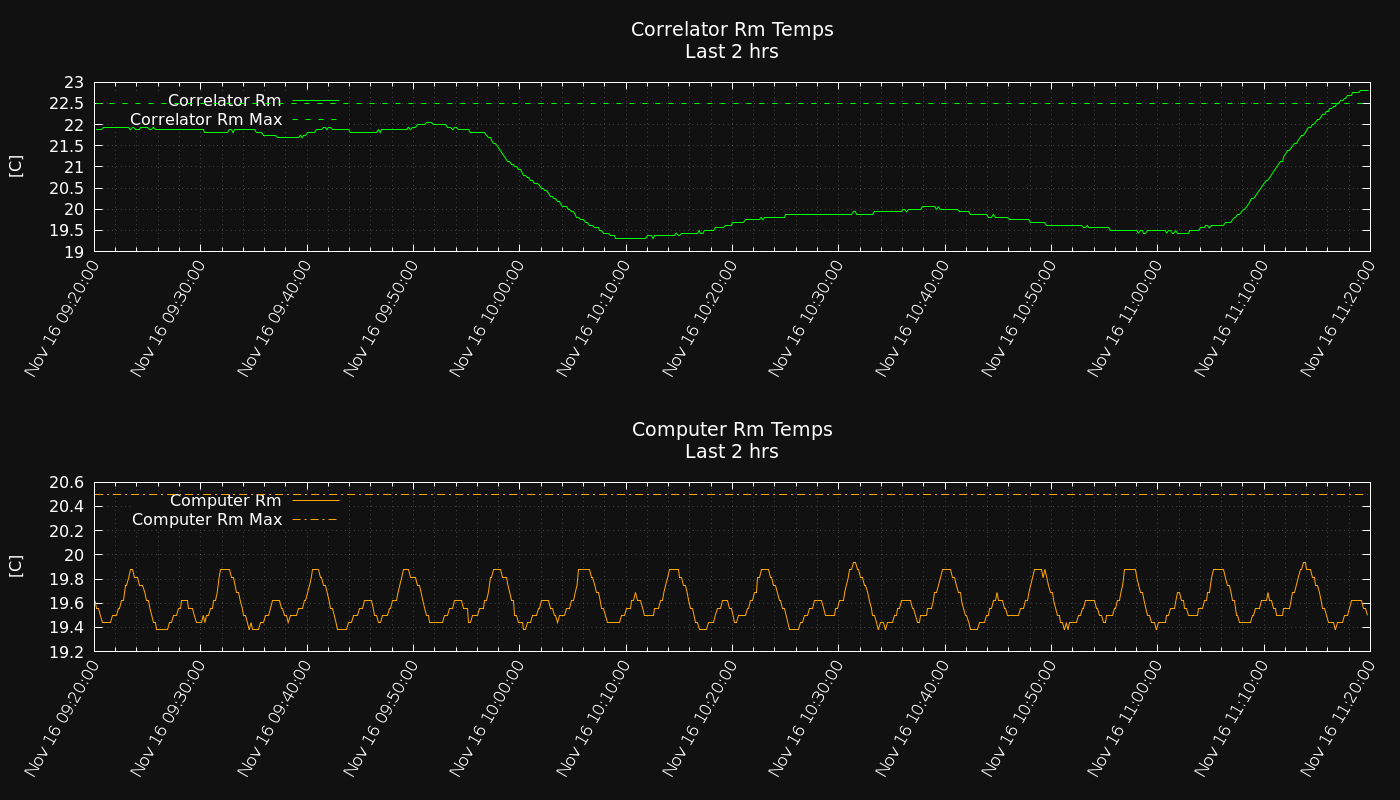 Correlator Rm Temps
Last 2 hrs
23
22.5
22
21.5
21
20.5
20
19.5
19
[C]
Correlator Rm
Correlator Rm Max
Nov 16 09:20:00
Nov 16 09:30:00
Nov 16 09:40:00
Nov 16 09:50:00
Nov 16 10:00:00
Nov 16 10:10:00
Nov 16 10:20:00
Nov 16 10:30:00
Nov 16 10:40:00
Nov 16 10:50:00
Nov 16 11:00:00
Nov 16 11:10:00
Nov 16 11:20:00
Computer Rm Temps
Last 2 hrs
20.6
20.4
20.2
20
19.8
19.6
19.4
19.2
[C]
Computer Rm
Computer Rm Max
Nov 16 09:20:00
Nov 16 09:30:00
Nov 16 09:40:00
Nov 16 09:50:00
Nov 16 10:00:00
Nov 16 10:10:00
Nov 16 10:20:00
Nov 16 10:30:00
Nov 16 10:40:00
Nov 16 10:50:00
Nov 16 11:00:00
Nov 16 11:10:00
Nov 16 11:20:00